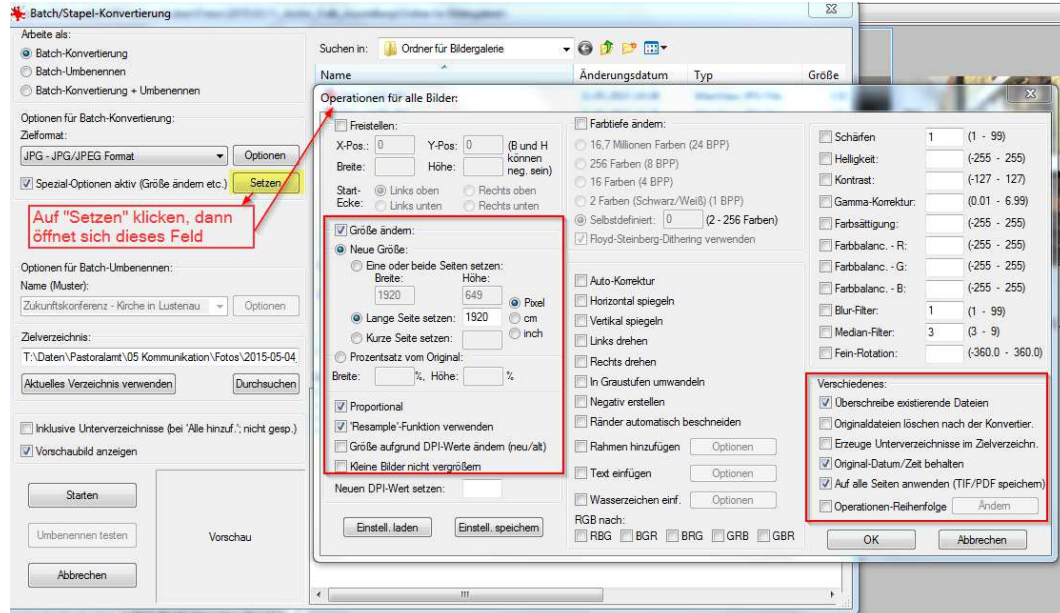 Batch/Stapel-Konvertierung
Arbeite als:
Batch-Konvertierung
Batch-Umbenennen
Batch-Konvertierung + Umbenennen
Optionen für Batch-Konvertierung:
Zielformat:
JPG - JPG/JPEG Format
Optionen
Spezial-Optionen aktiv (Größe ändern etc.)
Setzen
Auf "Setzen" klicken, dann
öffnet sich dieses Feld
Optionen für Batch-Umbenennen:
Name (Muster):
Zukunftskonferenz - Kirche in Lustenau
Optionen
Zielverzeichnis:
T:\Daten\Pastoralamt\05 Kommunikation\Fotos\2015-05-04
Aktuelles Verzeichnis verwenden
Durchsuchen
Inklusive Unterverzeichnisse (bei 'Alle hinzuf.'; nicht gesp.)
Vorschaubild anzeigen
Starten
Umbenennen testen
Abbrechen
Vorschau
Suchen in:
Ordner für Bildergalerie
Name
Änderungsdatum
Typ
Größe
Operationen für alle Bilder:
Freistellen:
X-Pos.: 0 Y-Pos: 0 (B und H
können
neg. sein)
Breite: Höhe:
Start-
Ecke:
Links oben Rechts oben
Links unten Rechts unten
Größe ändern:
Neue Größe:
Eine oder beide Seiten setzen:
Breite: Höhe:
1920 649
Pixel
Lange Seite setzen: 1920 cm
Kurze Seite setzen: inch
Prozentsatz vom Original:
Breite: %, Höhe: %
Proportional
'Resample'-Funktion verwenden
Größe aufgrund DPI-Werte ändern (neu/alt)
Kleine Bilder nicht vergrößern
Neuen DPI-Wert setzen:
Einstell. laden
Einstell. speichern
Farbtiefe ändern:
16,7 Millionen Farben (24 BPP)
256 Farben (8 BPP)
16 Farben (4 BPP)
2 Farben (Schwarz/Weiß) (1 BPP)
Selbstdefiniert: 0 (2 - 256 Farben)
Floyd-Steinberg-Dithering verwenden
Auto-Korrektur
Horizontal spiegeln
Vertikal spiegeln
Links drehen
Rechts drehen
In Graustufen umwandeln
Negativ erstellen
Ränder automatisch beschneiden
Rahmen hinzufügen Optionen
Text einfügen Optionen
Wasserzeichen einf. Optionen
RGB nach:
RBG BGR BRG GRB GBR
Schärfen 1 (1 - 99)
Helligkeit: (-255 - 255)
Kontrast: (-127 - 127)
Gamma-Korrektur: (0.01 - 6.99)
Farbsättigung: (-255 - 255)
Farbbalanc. - R: (-255 - 255)
Farbbalanc. - G: (-255 - 255)
Farbbalanc. - B: (-255 - 255)
Blur-Filter: 1 (1 - 99)
Median-Filter: 3 (3 - 9)
Fein-Rotation: (-360.0 - 360.0)
Verschiedenes:
Überschreibe existierende Dateien
Originaldateien löschen nach der Konvertier.
Erzeuge Unterverzeichnisse im Zielverzeichn.
Original-Datum/Zeit behalten
Auf alle Seiten anwenden (TIF/PDF speichern)
Operationen-Reihenfolge Ändern
OK
Abbrechen